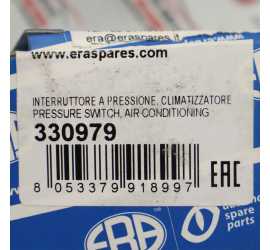 era@eraspares.it
www.eraspares.com
INTERRUTTORE A PRESSIONE, CLIMATIZZATORE
PRESSURE SWITCH, AIR CONDITIONING
330979
EAC
8 053379 918997
ERA
spare parts